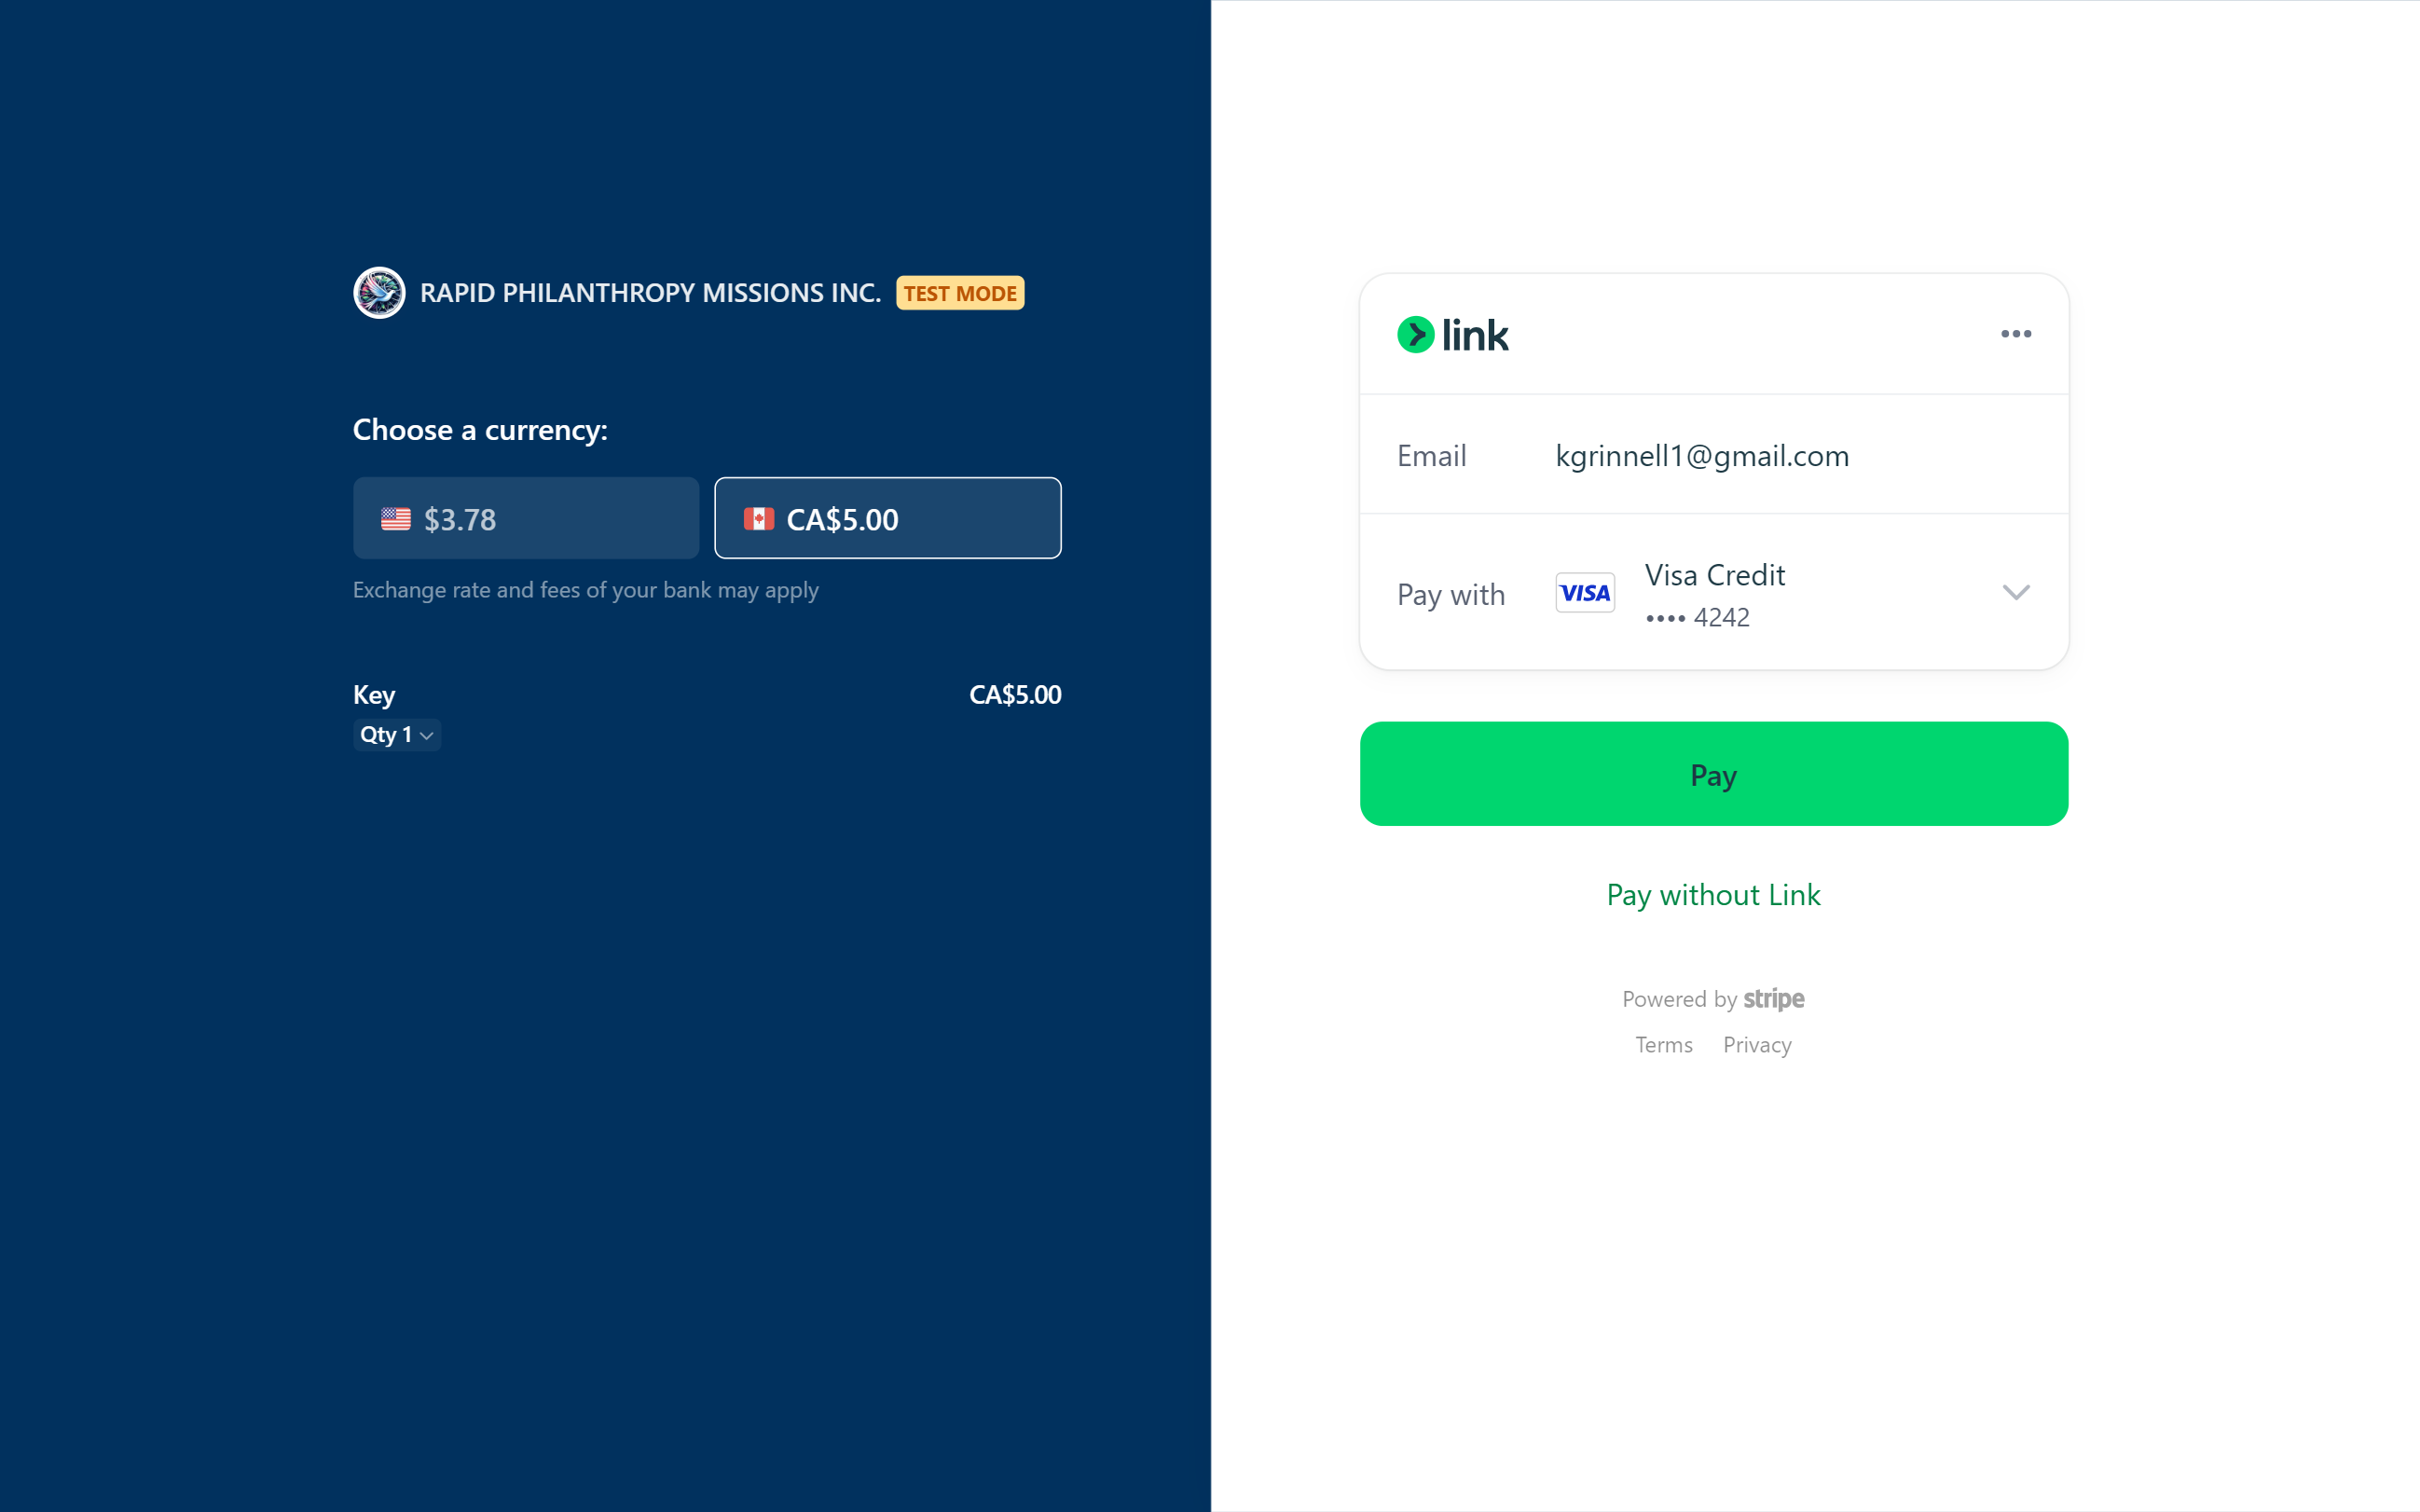 RAPID PHILANTHROPY MISSIONS INC. TEST MODE
Choose a currency:
$3.78
CA$5.00
Exchange rate and fees of your bank may apply
Key CA$5.00
Qty 1
link
Email kgrinnell1@gmail.com
Pay with VISA Visa Credit
•••• 4242
Pay
Pay without Link
Powered by stripe
Terms Privacy